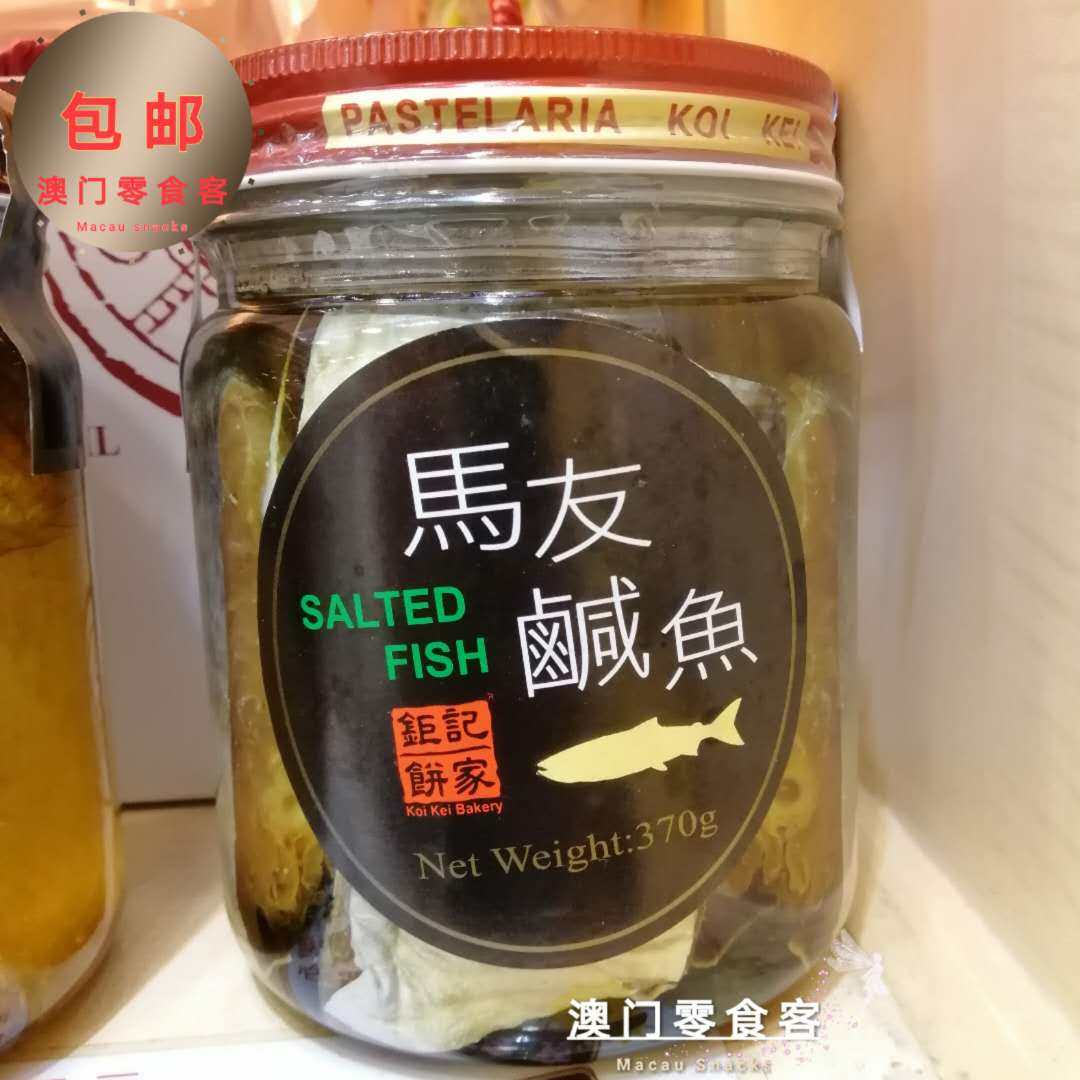 包邮
澳门零食客
Macau snacks
PASTELARIA KOI KEI
L
馬友
SALTED
FISH
鹹魚
鉅記
餅家
Koi Kei Bakery
Net Weight:370g
澳门零食客
Macau Snacks